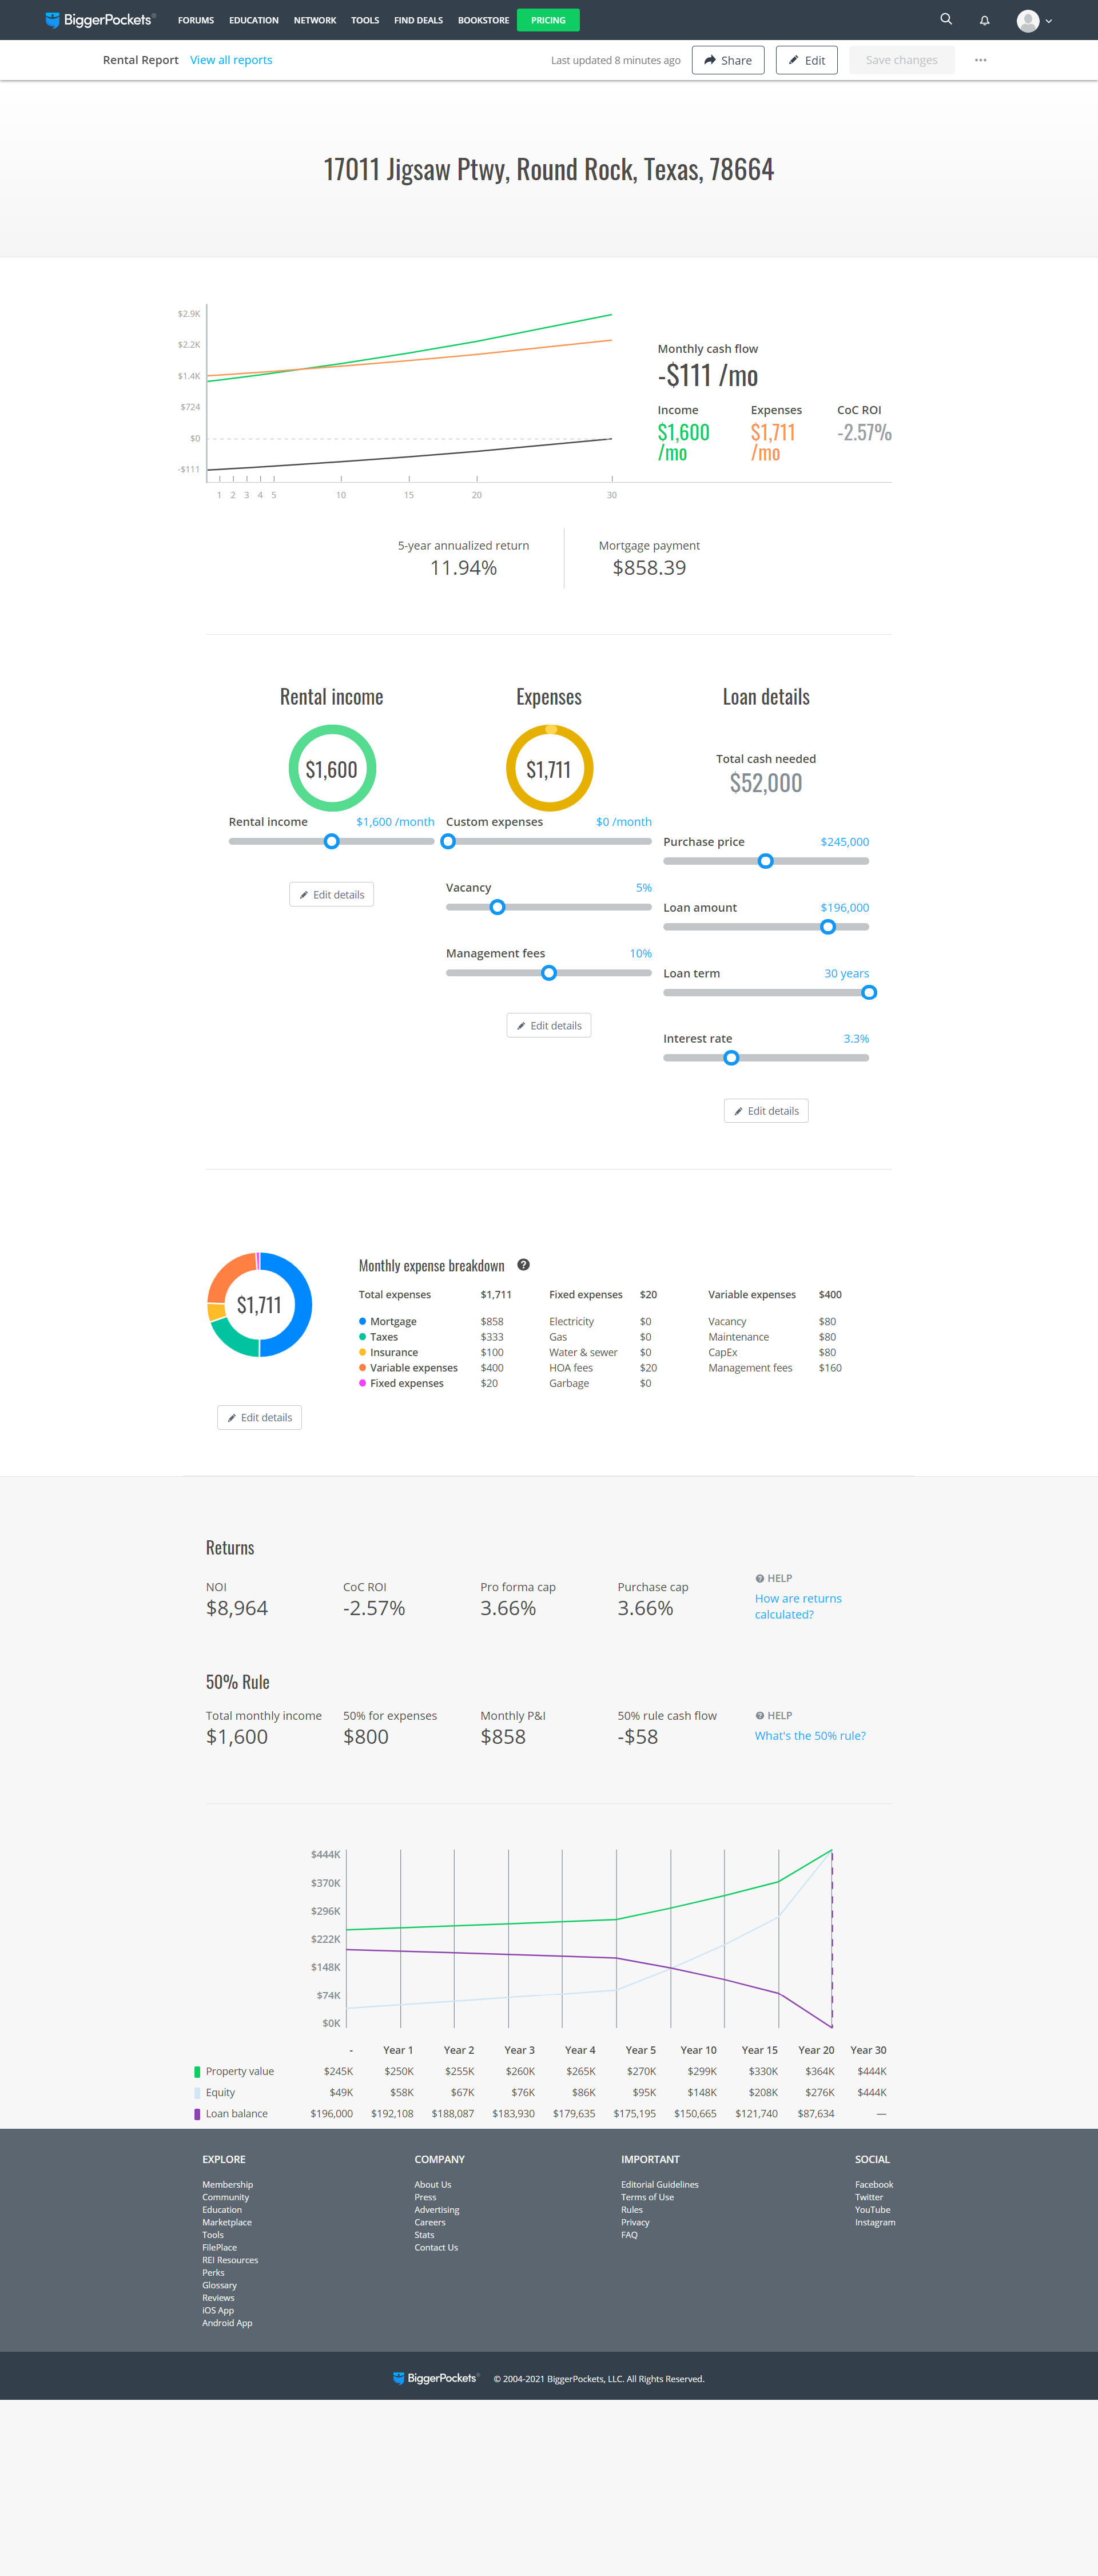 BiggerPockets®
FORUMS EDUCATION NETWORK TOOLS FIND DEALS BOOKSTORE PRICING
Rental Report View all reports Last updated 8 minutes ago Share Edit Save changes
17011 Jigsaw Ptwy, Round Rock, Texas, 78664
$2.9K
$2.2K
$1.4K
$724
$0
-$111
1 2 3 4 5 10 15 20 30
Monthly cash flow
-$111 /mo
Income Expenses CoC ROI
$1,600 $1,711 -2.57%
/mo /mo
5-year annualized return Mortgage payment
11.94% $858.39
Rental income
$1,600
Rental income $1,600 /month
Edit details
Expenses
$1,711
Custom expenses $0 /month
Vacancy 5%
Management fees 10%
Edit details
Loan details
Total cash needed
$52,000
Purchase price $245,000
Loan amount $196,000
Loan term 30 years
Interest rate 3.3%
Edit details
$1,711
Edit details
Monthly expense breakdown ?
Total expenses $1,711 Fixed expenses $20 Variable expenses $400
Mortgage $858 Electricity $0 Vacancy $80
Taxes $333 Gas $0 Maintenance $80
Insurance $100 Water & sewer $0 CapEx $80
Variable expenses $400 HOA fees $20 Management fees $160
Fixed expenses $20 Garbage $0
Returns
NOI CoC ROI Pro forma cap Purchase cap
$8,964 -2.57% 3.66% 3.66%
? HELP
How are returns
calculated?
50% Rule
Total monthly income 50% for expenses Monthly P&I 50% rule cash flow
$1,600 $800 $858 -$58
? HELP
What's the 50% rule?
$444K
$370K
$296K
$222K
$148K
$74K
$0K
- Year 1 Year 2 Year 3 Year 4 Year 5 Year 10 Year 15 Year 20 Year 30
Property value $245K $250K $255K $260K $265K $270K $299K $330K $364K $444K
Equity $49K $58K $67K $76K $86K $95K $148K $208K $276K $444K
Loan balance $196,000 $192,108 $188,087 $183,930 $179,635 $175,195 $150,665 $121,740 $87,634 —
EXPLORE
Membership
Community
Education
Marketplace
Tools
FilePlace
REI Resources
Perks
Glossary
Reviews
iOS App
Android App
COMPANY
About Us
Press
Advertising
Careers
Stats
Contact Us
IMPORTANT
Editorial Guidelines
Terms of Use
Rules
Privacy
FAQ
SOCIAL
Facebook
Twitter
YouTube
Instagram
BiggerPockets® © 2004-2021 BiggerPockets, LLC. All Rights Reserved.